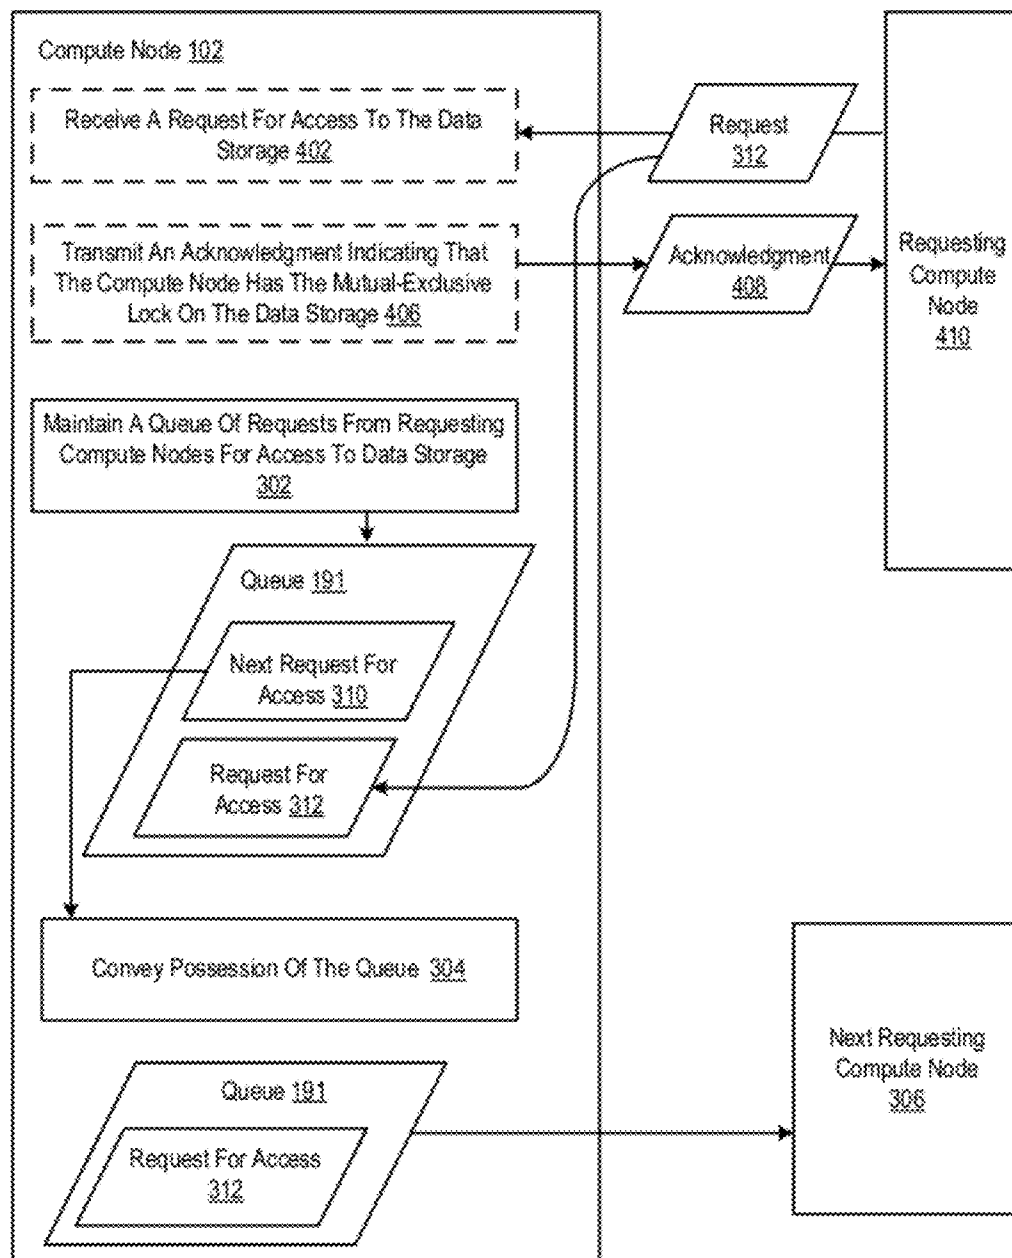 Compute Node 102
Receive A Request For Access To The Data
Storage 402
Request
312
Transmit An Acknowledgment Indicating That
The Compute Node Has The Mutual-Exclusive
Lock On The Data Storage 406
Acknowledgment
408
Requesting
Compute
Node
410
Maintain A Queue Of Requests From Requesting
Compute Nodes For Access To Data Storage
302
Queue 191
Next Request For
Access 310
Request For
Access 312
Convey Possession Of The Queue 304
Next Requesting
Compute Node
306
Queue 191
Request For Access
312